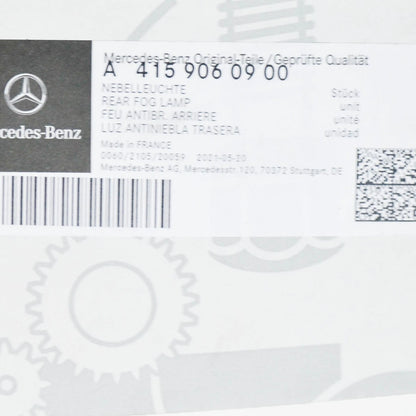 Mercedes-Benz Original-Teile/Geprüfte Qualität
A 415 906 09 00
NEBELLEUCHTE Stück
REAR FOG LAMP unit
FEU ANTIBR. ARRIERE unité
LUZ ANTINIEBLA TRASERA unidad
cedes-Benz
Made in FRANCE
0060/2105/20059 2021-05-20
Mercedes-Benz AG, Mercedesstr.120, 70372 Stuttgart, DE